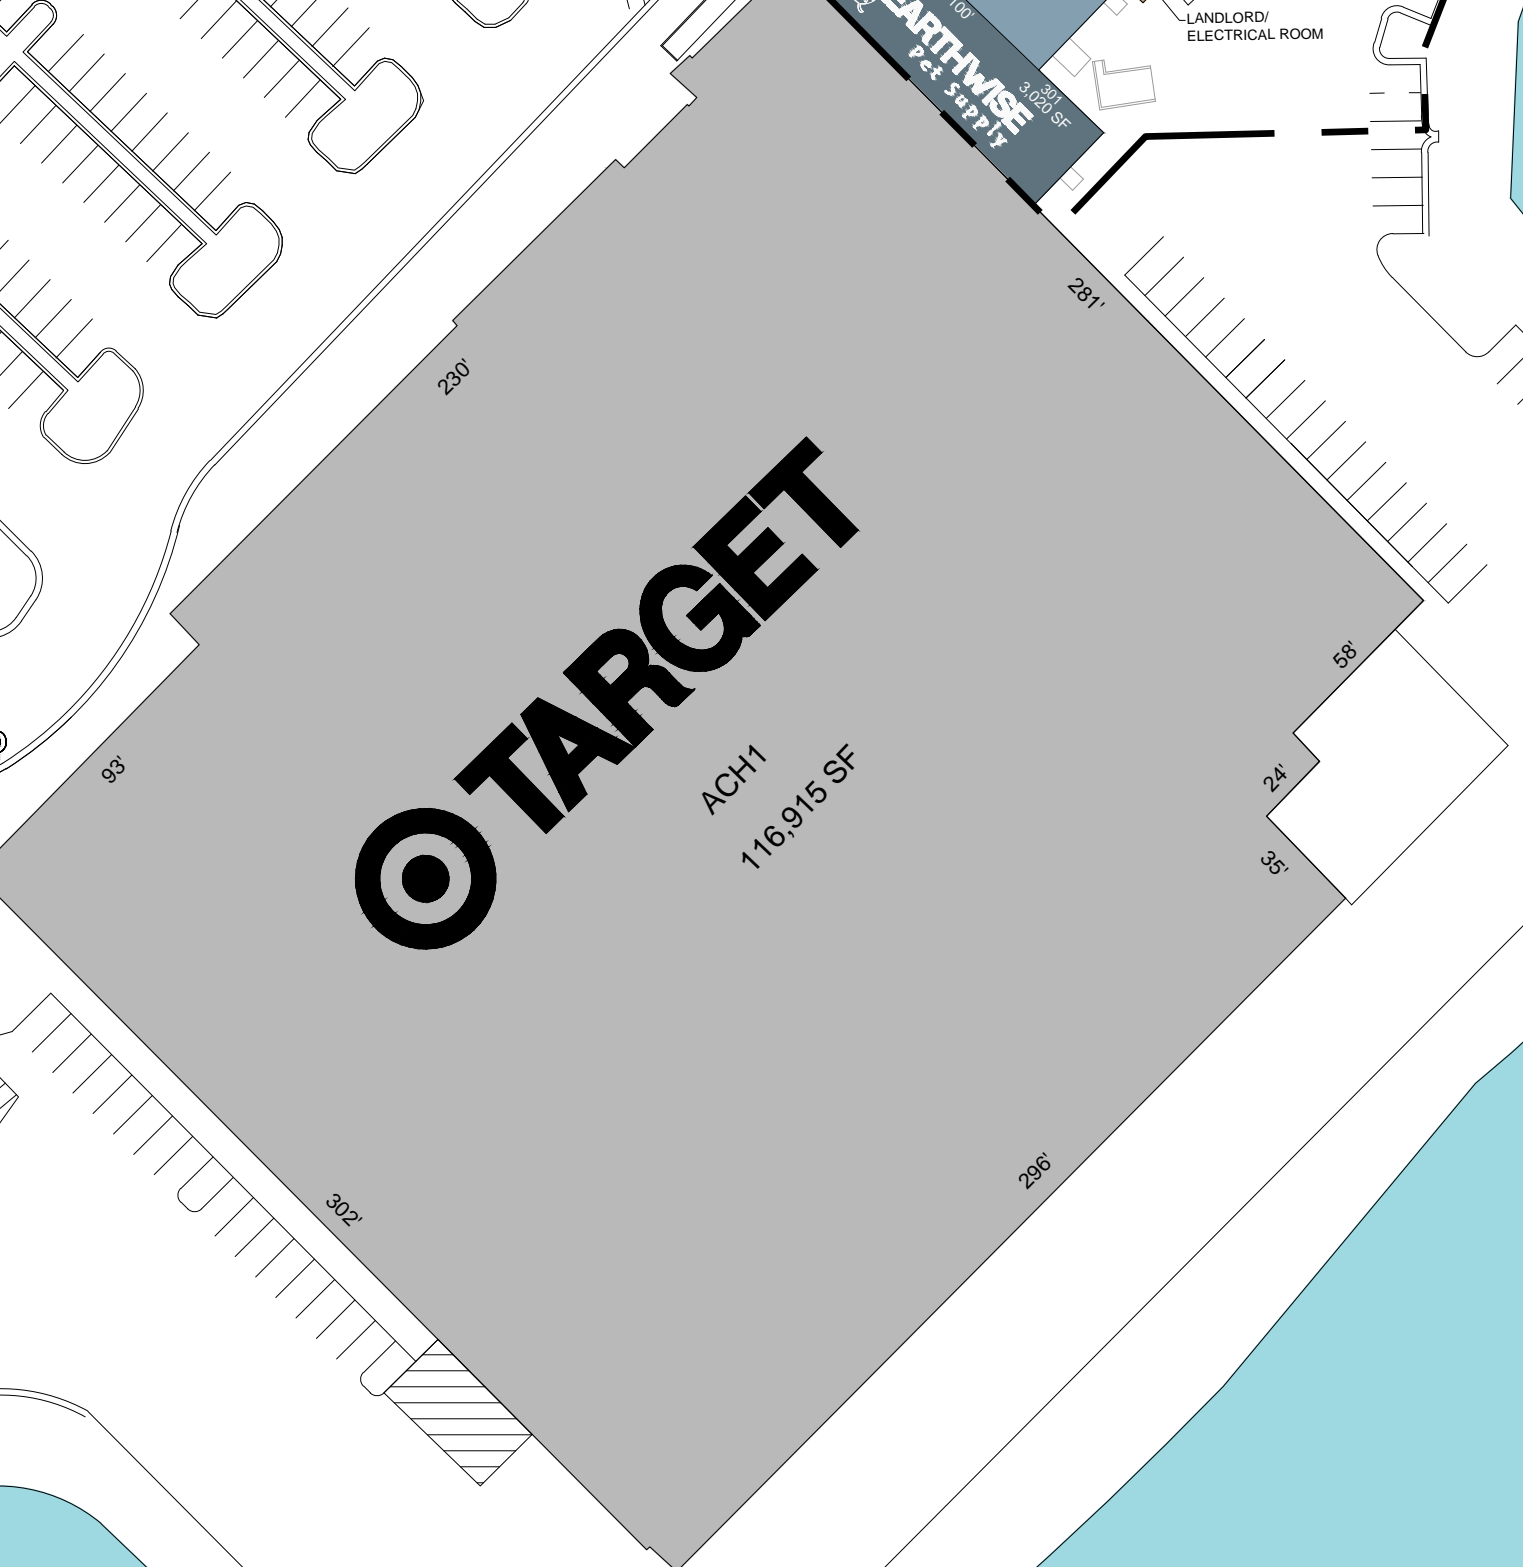 LANDLORD/
ELECTRICAL ROOM
100'
EARTHWISE
Pet Supply
301
3,020 SF
281'
230'
TARGET
58'
ACH1
116,915 SF
93'
24'
35'
296'
302'